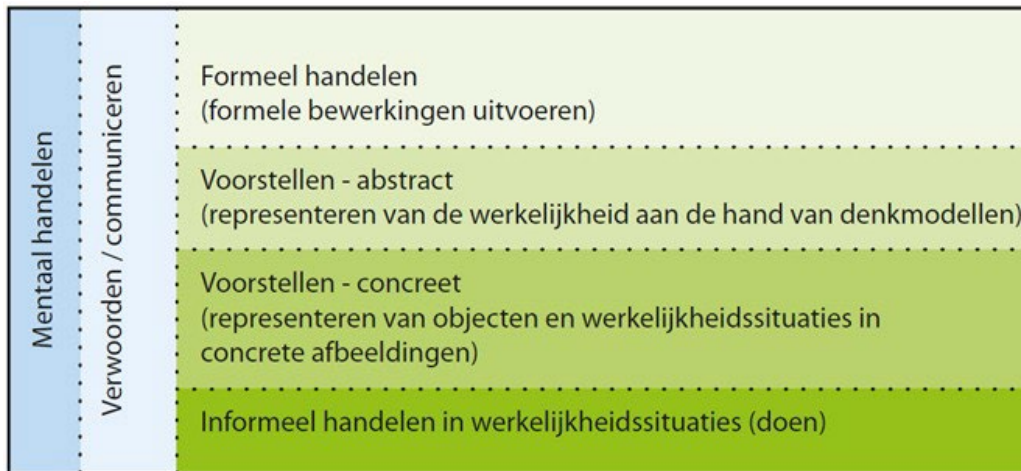 Mentaal handelen
Verwoorden / communiceren
Formeel handelen
(formele bewerkingen uitvoeren)
Voorstellen - abstract
(representeren van de werkelijkheid aan de hand van denkmodellen)
Voorstellen - concreet
(representeren van objecten en werkelijkheidssituaties in
concrete afbeeldingen)
Informeel handelen in werkelijkheidssituaties (doen)